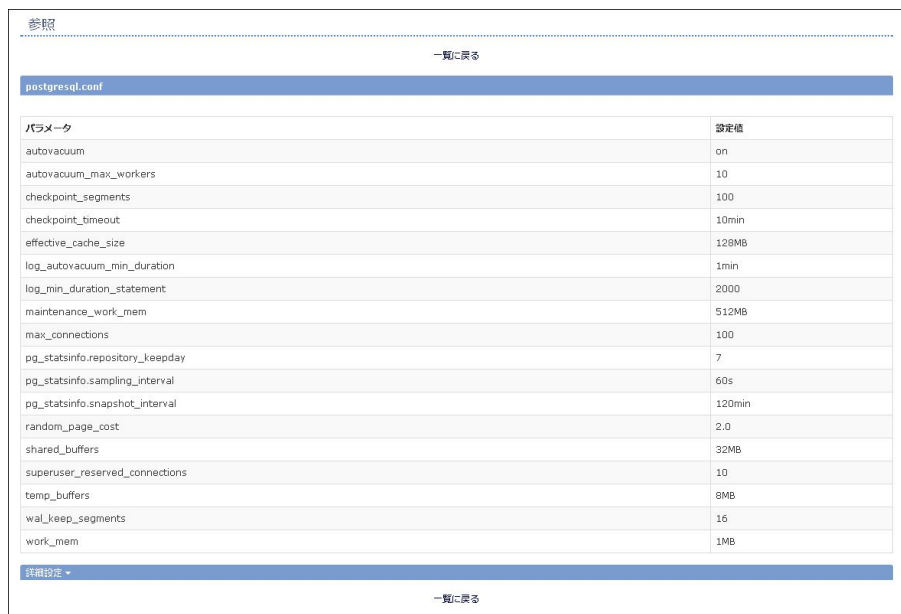 参照
一覧に戻る
postgresql.conf
パラメータ 設定値
autovacuum on
autovacuum_max_workers 10
checkpoint_segments 100
checkpoint_timeout 10min
effective_cache_size 128MB
log_autovacuum_min_duration 1min
log_min_duration_statement 2000
maintenance_work_mem 512MB
max_connections 100
pg_statsinfo.repository_keepday 7
pg_statsinfo.sampling_interval 60s
pg_statsinfo.snapshot_interval 120min
random_page_cost 2.0
shared_buffers 32MB
superuser_reserved_connections 10
temp_buffers 8MB
wal_keep_segments 16
work_mem 1MB
詳細設定
一覧に戻る